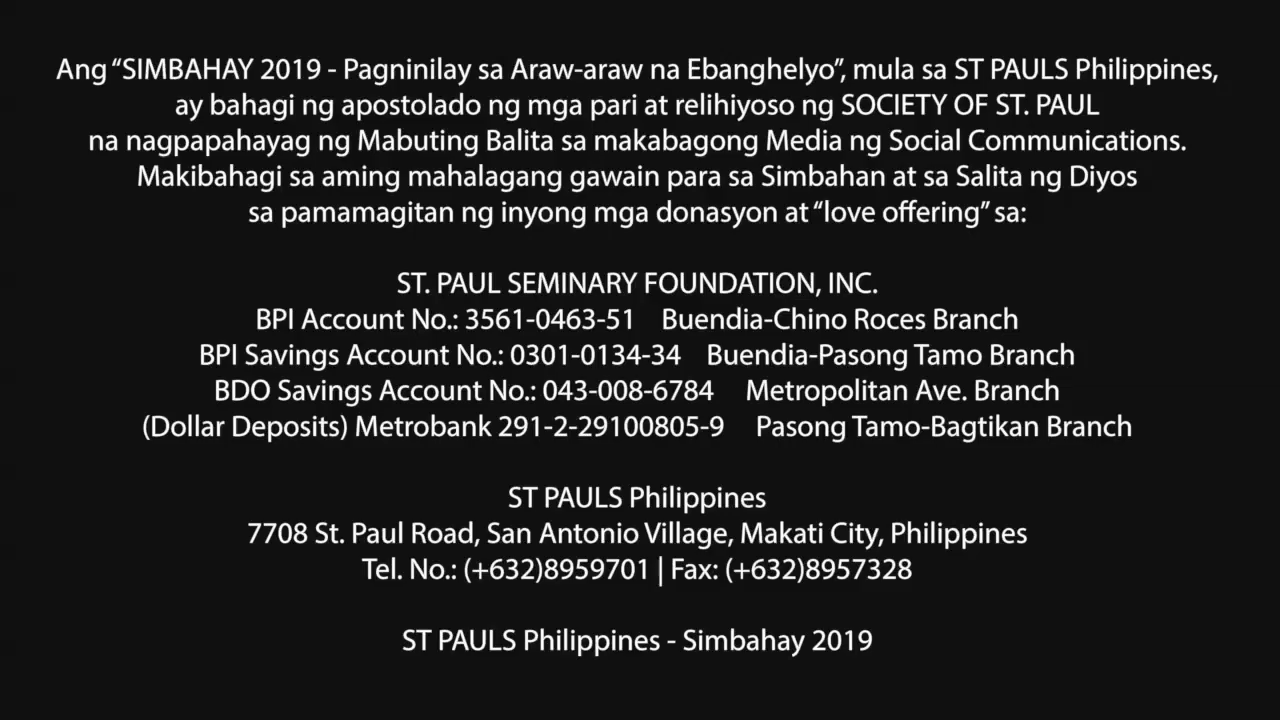 Ang “SIMBAHAY 2019 - Pagninilay sa Araw-araw na Ebanghelyo”, mula sa ST PAULS Philippines,
ay bahagi ng apostolado ng mga pari at relihiyoso ng SOCIETY OF ST. PAUL
na nagpapahayag ng Mabuting Balita sa makabagong Media ng Social Communications.
Makibahagi sa aming mahalagang gawain para sa Simbahan at sa Salita ng Diyos
sa pamamagitan ng inyong mga donasyon at “love offering” sa:
ST. PAUL SEMINARY FOUNDATION, INC.
BPI Account No.: 3561-0463-51 Buendia-Chino Roces Branch
BPI Savings Account No.: 0301-0134-34 Buendia-Pasong Tamo Branch
BDO Savings Account No.: 043-008-6784 Metropolitan Ave. Branch
(Dollar Deposits) Metrobank 291-2-29100805-9 Pasong Tamo-Bagtikan Branch
ST PAULS Philippines
7708 St. Paul Road, San Antonio Village, Makati City, Philippines
Tel. No.: (+632)8959701 | Fax: (+632)8957328
ST PAULS Philippines - Simbahay 2019